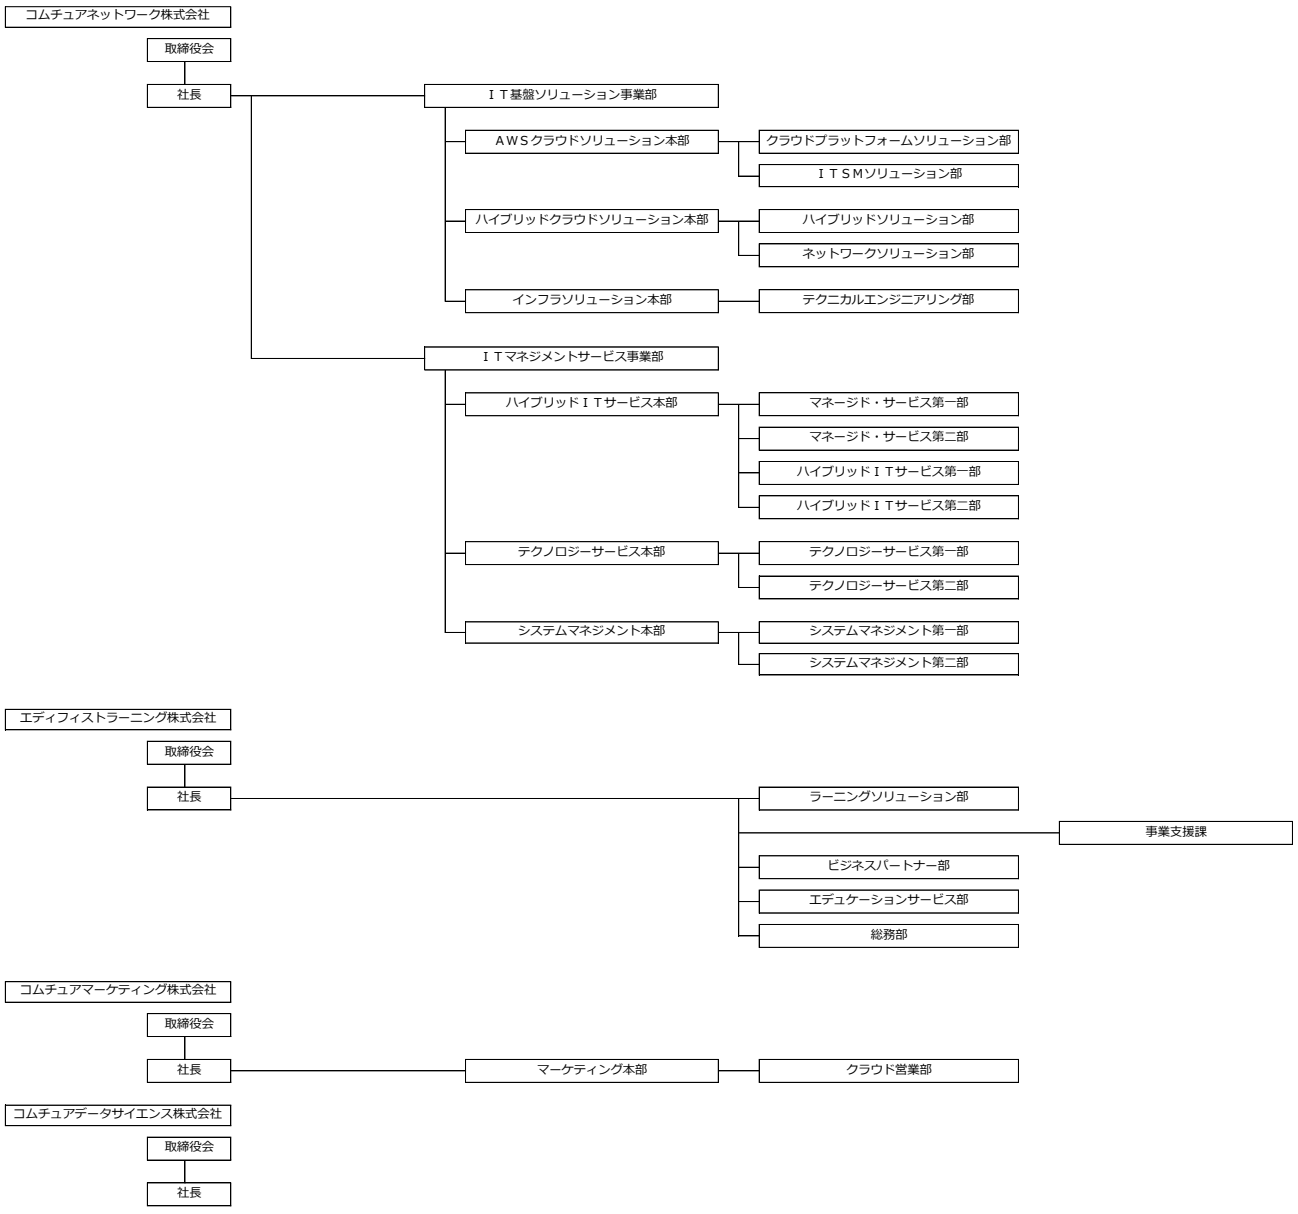 コムチュアネットワーク株式会社
取締役会
社長
ＩＴ基盤ソリューション事業部
ＡＷＳクラウドソリューション本部
クラウドプラットフォームソリューション部
ＩＴＳＭソリューション部
ハイブリッドクラウドソリューション本部
ハイブリッドソリューション部
ネットワークソリューション部
インフラソリューション本部
テクニカルエンジニアリング部
ＩＴマネジメントサービス事業部
ハイブリッドＩＴサービス本部
マネージド・サービス第一部
マネージド・サービス第二部
ハイブリッドＩＴサービス第一部
ハイブリッドＩＴサービス第二部
テクノロジーサービス本部
テクノロジーサービス第一部
テクノロジーサービス第二部
システムマネジメント本部
システムマネジメント第一部
システムマネジメント第二部
エディフィストラーニング株式会社
取締役会
社長
ラーニングソリューション部
事業支援課
ビジネスパートナー部
エデュケーションサービス部
総務部
コムチュアマーケティング株式会社
取締役会
社長
マーケティング本部
クラウド営業部
コムチュアデータサイエンス株式会社
取締役会
社長